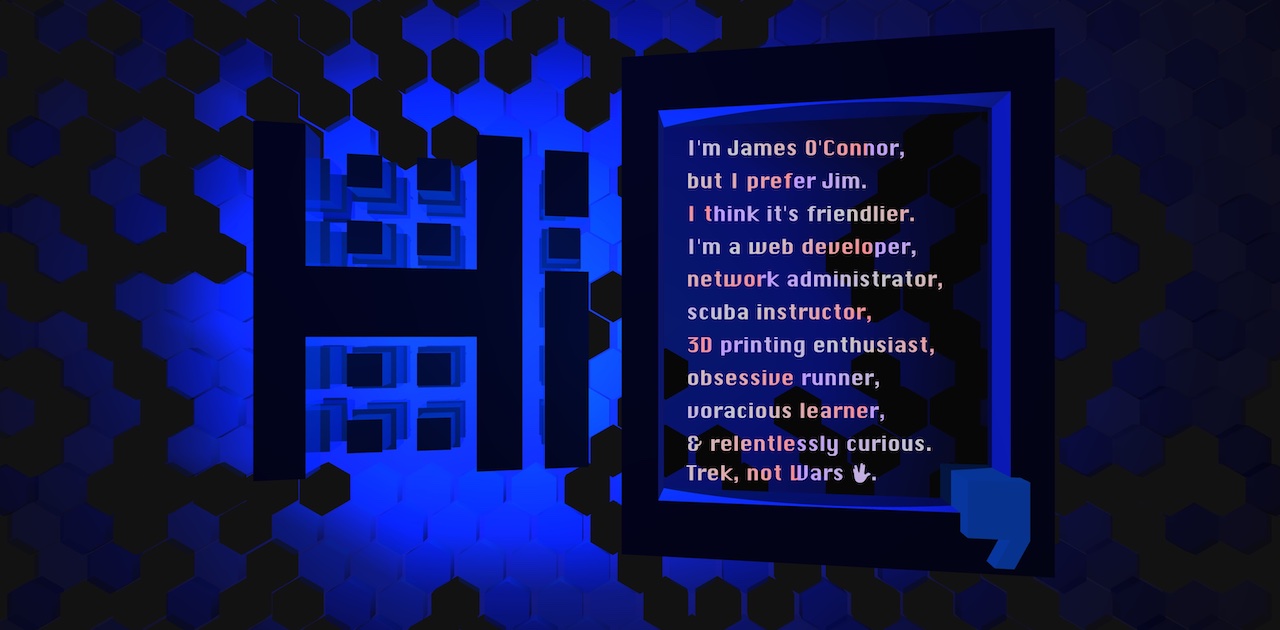 Hi,
I'm James O'Connor,
but I prefer Jim.
I think it's friendlier.
I'm a web developer,
network administrator,
scuba instructor,
3D printing enthusiast,
obsessive runner,
voracious learner,
& relentlessly curious.
Trek, not Wars 🖖.